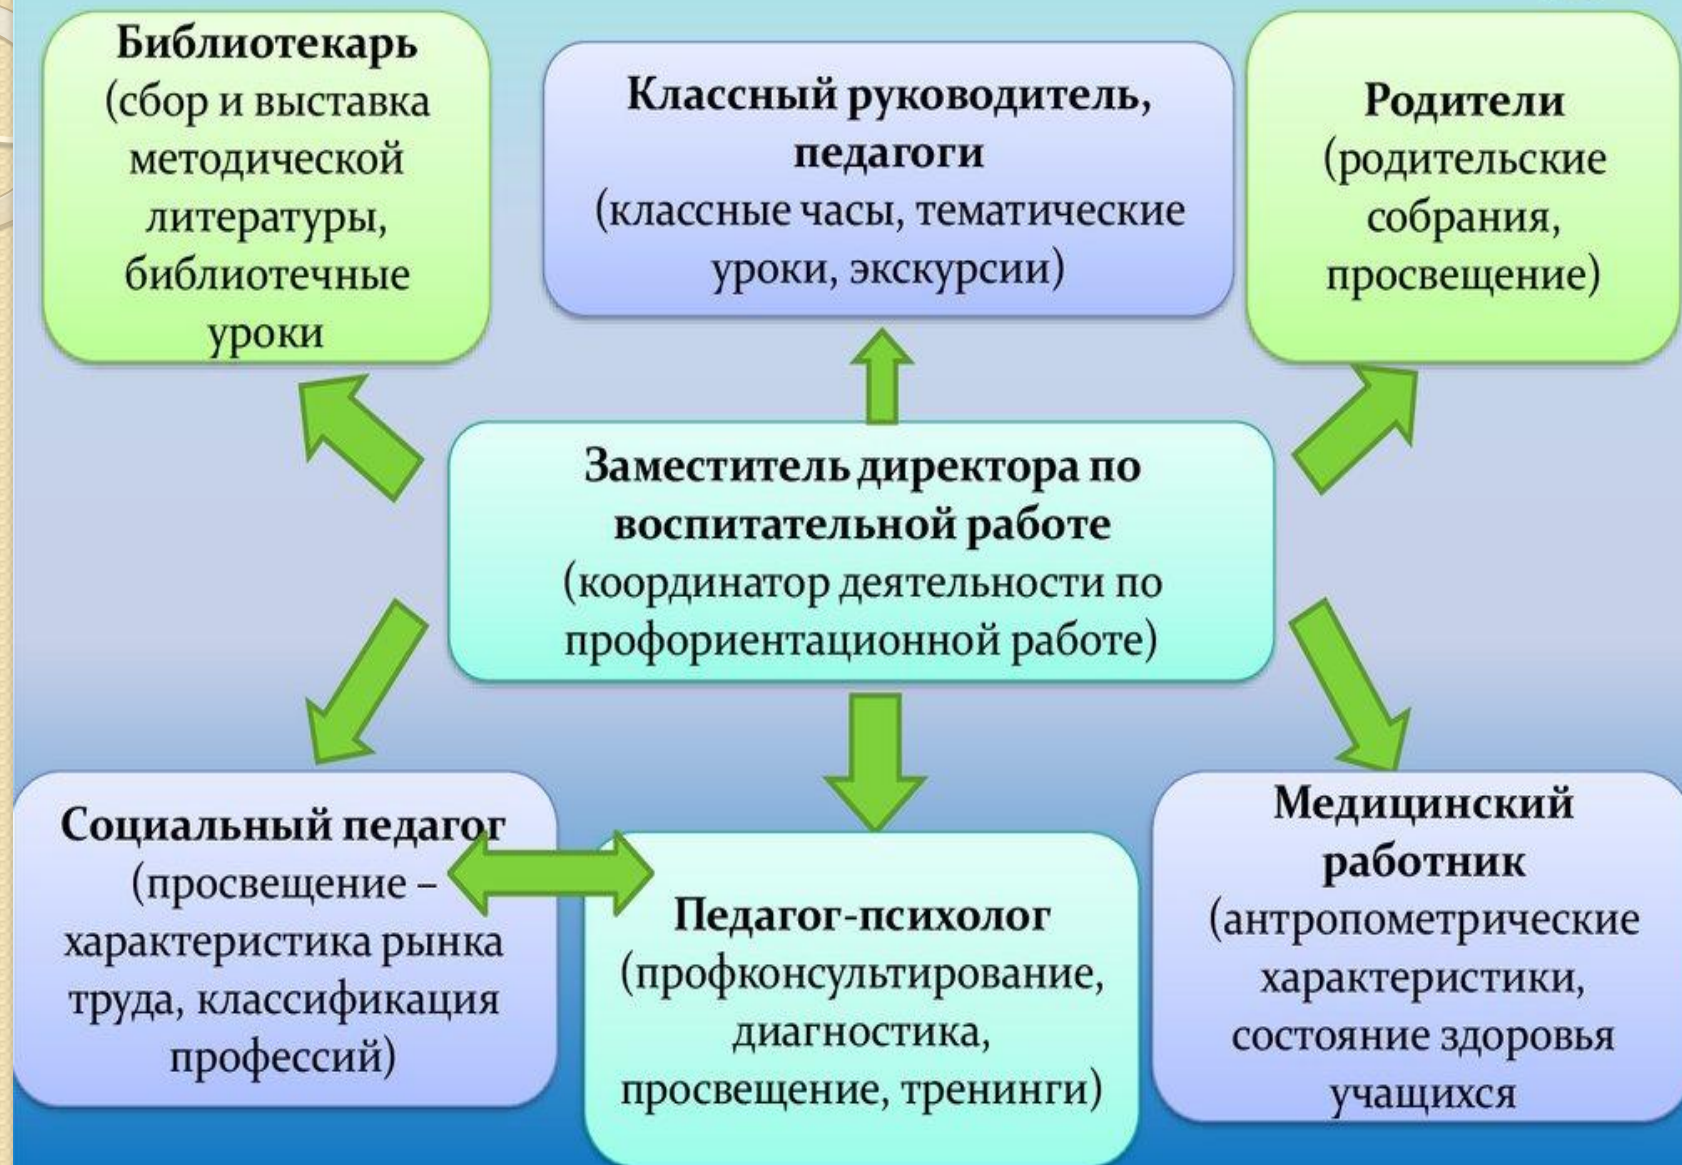 Библиотекарь
(сбор и выставка
методической
литературы,
библиотечные
уроки
Классный руководитель,
педагоги
(классные часы, тематические
уроки, экскурсии)
Родители
(родительские
собрания,
просвещение)
Заместитель директора по
воспитательной работе
(координатор деятельности по
профориентационной работе)
Социальный педагог
(просвещение –
характеристика рынка
труда, классификация
профессий)
Педагог-психолог
(профконсультирование,
диагностика,
просвещение, тренинги)
Медицинский
работник
(антропометрические
характеристики,
состояние здоровья
учащихся